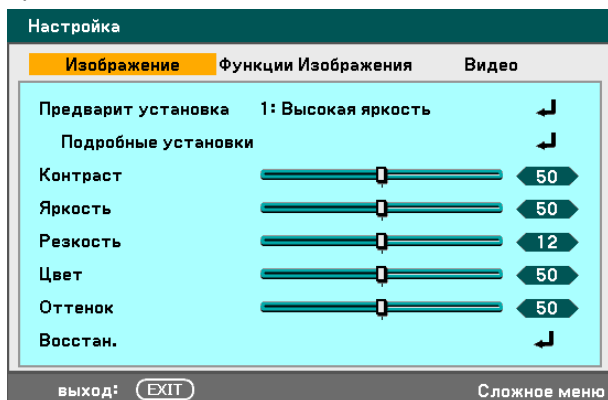 Настройка
Изображение Функции Изображения Видео
Предварит установка 1: Высокая яркость
Подробные установки
Контраст 50
Яркость 50
Резкость 12
Цвет 50
Оттенок 50
Восстан.
выход: EXIT Сложное меню